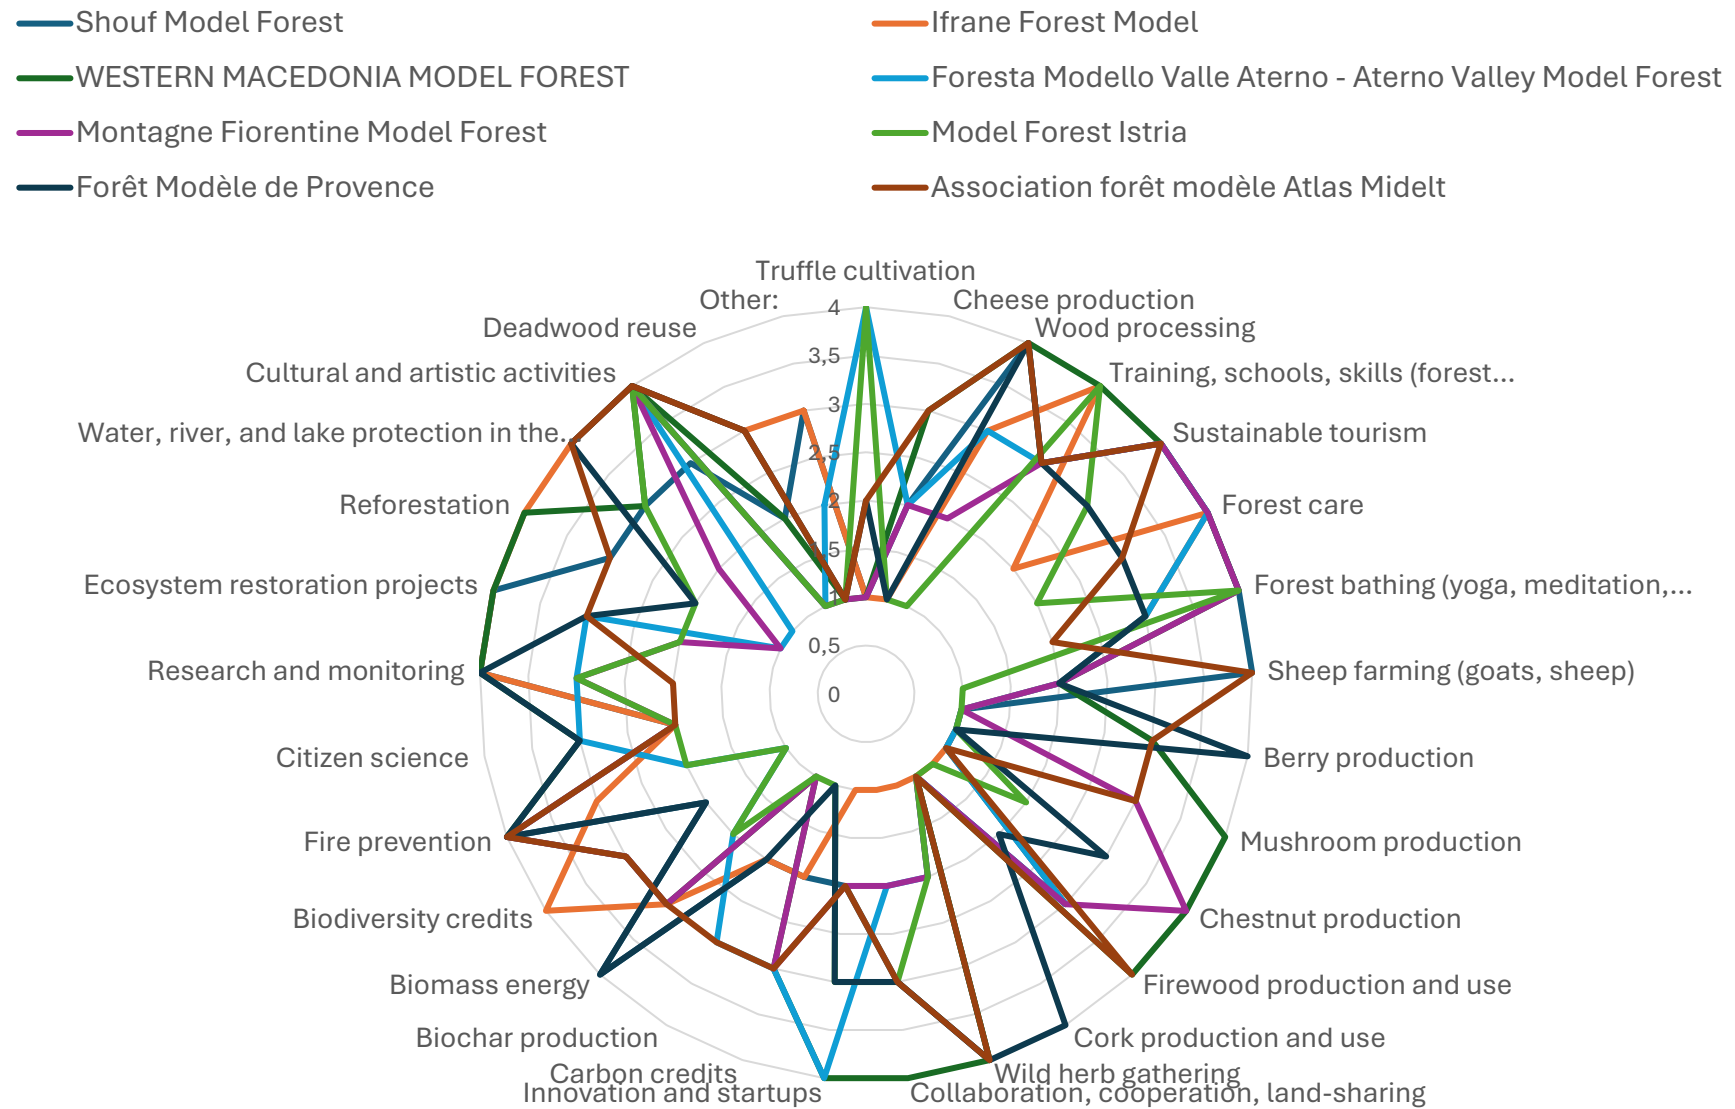 Shouf Model Forest
Ifrane Forest Model
WESTERN MACEDONIA MODEL FOREST
Foresta Modello Valle Aterno - Aterno Valley Model Forest
Montagne Fiorentine Model Forest
Model Forest Istria
Forêt Modèle de Provence
Association forêt modèle Atlas Midelt
Truffle cultivation
Other:
Cheese production
4
Deadwood reuse
Wood processing
3,5
Cultural and artistic activities
Training, schools, skills (forest...
3
Water, river, and lake protection in the...
Sustainable tourism
2,5
Reforestation
2
Forest care
1,5
Ecosystem restoration projects
Forest bathing (yoga, meditation,...
1
0,5
Research and monitoring
Sheep farming (goats, sheep)
0
Citizen science
Berry production
Fire prevention
Mushroom production
Biodiversity credits
Chestnut production
Biomass energy
Firewood production and use
Biochar production
Cork production and use
Carbon credits
Wild herb gathering
Innovation and startups
Collaboration, cooperation, land-sharing